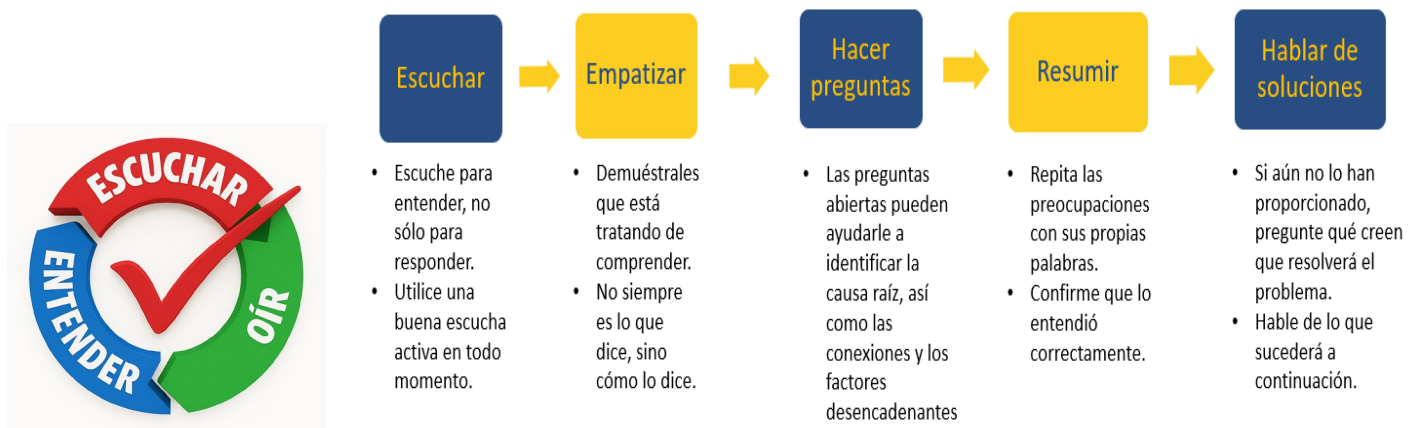 ESCUCHAR
OÍR
ENTENDER
Escuchar
Empatizar
Hacer
preguntas
Resumir
Hablar de
soluciones
• Escuche para
entender, no
sólo para
responder.
• Utilice una
buena escucha
activa en todo
momento.
• Demuéstrales
que está
tratando de
comprender.
• No siempre
es lo que
dice, sino
cómo lo dice.
• Las preguntas
abiertas pueden
ayudarle a
identificar la
causa raíz, así
como las
conexiones y los
factores
desencadenantes
• Repita las
preocupaciones
con sus propias
palabras.
• Confirme que lo
entendió
correctamente.
• Si aún no lo han
proporcionado,
pregunte qué creen
que resolverá el
problema.
• Hable de lo que
sucederá a
continuación.